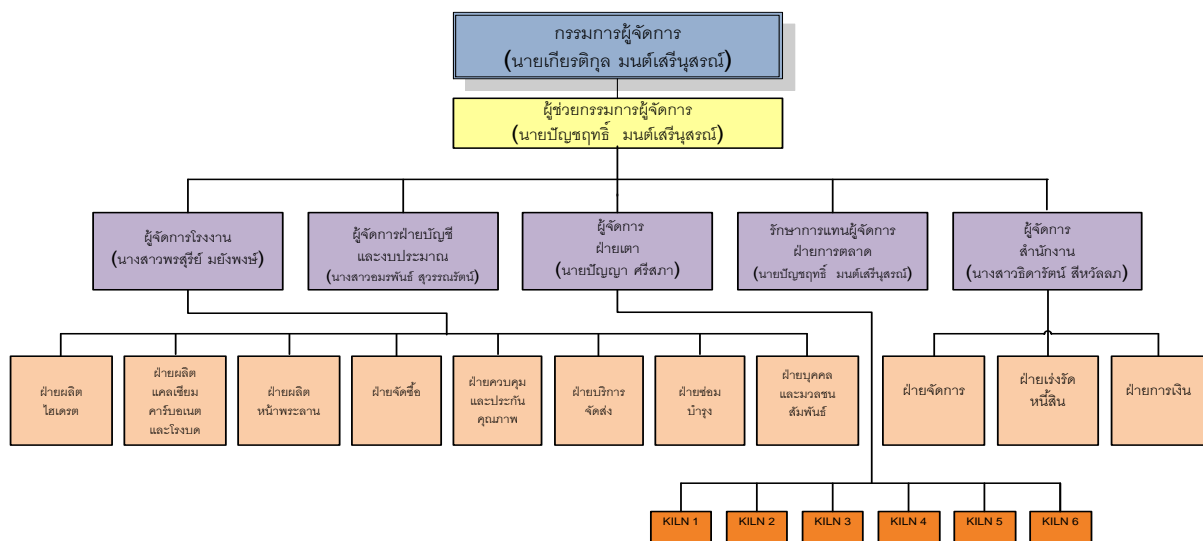 กรรมการผู้จัดการ
(นายเกียรติกุล มนต์เสรีนุสรณ์)
ผู้ช่วยกรรมการผู้จัดการ
(นายปัญชฤทธิ์ มนต์เสรีนุสรณ์)
ผู้จัดการโรงงาน
(นางสาวพรสุรีย์ มยังพงษ์)
ผู้จัดการฝ่ายบัญชี
และงบประมาณ
(นางสาวอมรพันธ์ สุวรรณรัตน์)
ผู้จัดการ
ฝ่ายเตา
(นายปัญญา ศรีสภา)
รักษาการแทนผู้จัดการ
ฝ่ายการตลาด
(นายปัญชฤทธิ์ มนต์เสรีนุสรณ์)
ผู้จัดการ
สำนักงาน
(นางสาวธิดารัตน์ สีหวัลลภ)
ฝ่ายผลิต
ไฮเดรต
ฝ่ายผลิต
แคลเซียม
คาร์บอเนต
และโรงบด
ฝ่ายผลิต
หน้าพระลาน
ฝ่ายจัดซื้อ
ฝ่ายควบคุม
และประกัน
คุณภาพ
ฝ่ายบริการ
จัดส่ง
ฝ่ายซ่อม
บำรุง
ฝ่ายบุคคล
และมวลชน
สัมพันธ์
ฝ่ายจัดการ
ฝ่ายเร่งรัด
หนี้สิน
ฝ่ายการเงิน
KILN 1
KILN 2
KILN 3
KILN 4
KILN 5
KILN 6